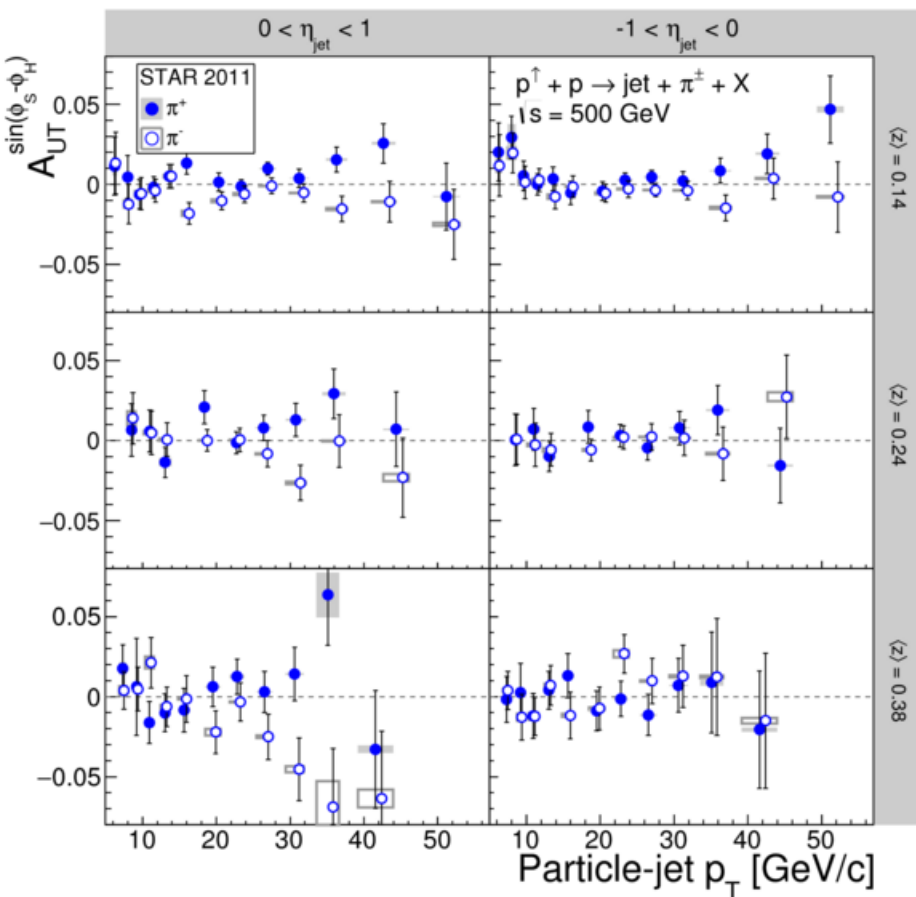 0 < η_jet < 1
-1 < η_jet < 0
A_UT^sin(ϕ_S-ϕ_H)
STAR 2011
π⁺
π⁻
p↑ + p → jet + π± + X
√s = 500 GeV
0.05
0
−0.05
⟨z⟩ = 0.14
0.05
0
−0.05
⟨z⟩ = 0.24
0.05
0
−0.05
⟨z⟩ = 0.38
10 20 30 40 50
10 20 30 40 50
Particle-jet p_T [GeV/c]